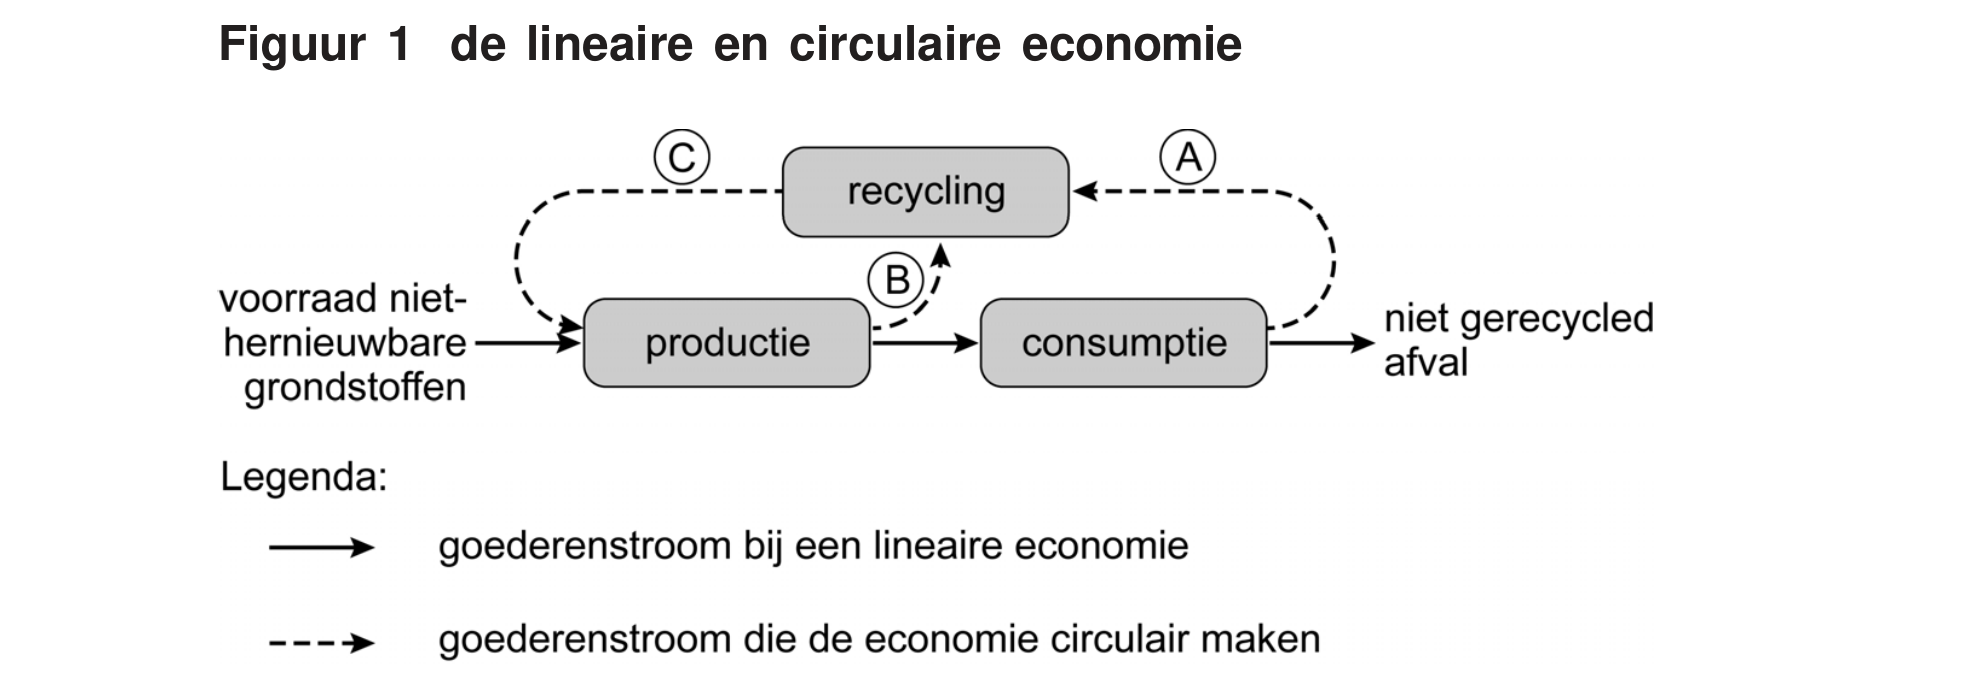 Figuur 1 de lineaire en circulaire economie
C
A
recycling
B
voorraad niet-
hernieuwbare
grondstoffen
productie
consumptie
niet gerecycled
afval
Legenda:
goederenstroom bij een lineaire economie
goederenstroom die de economie circulair maken